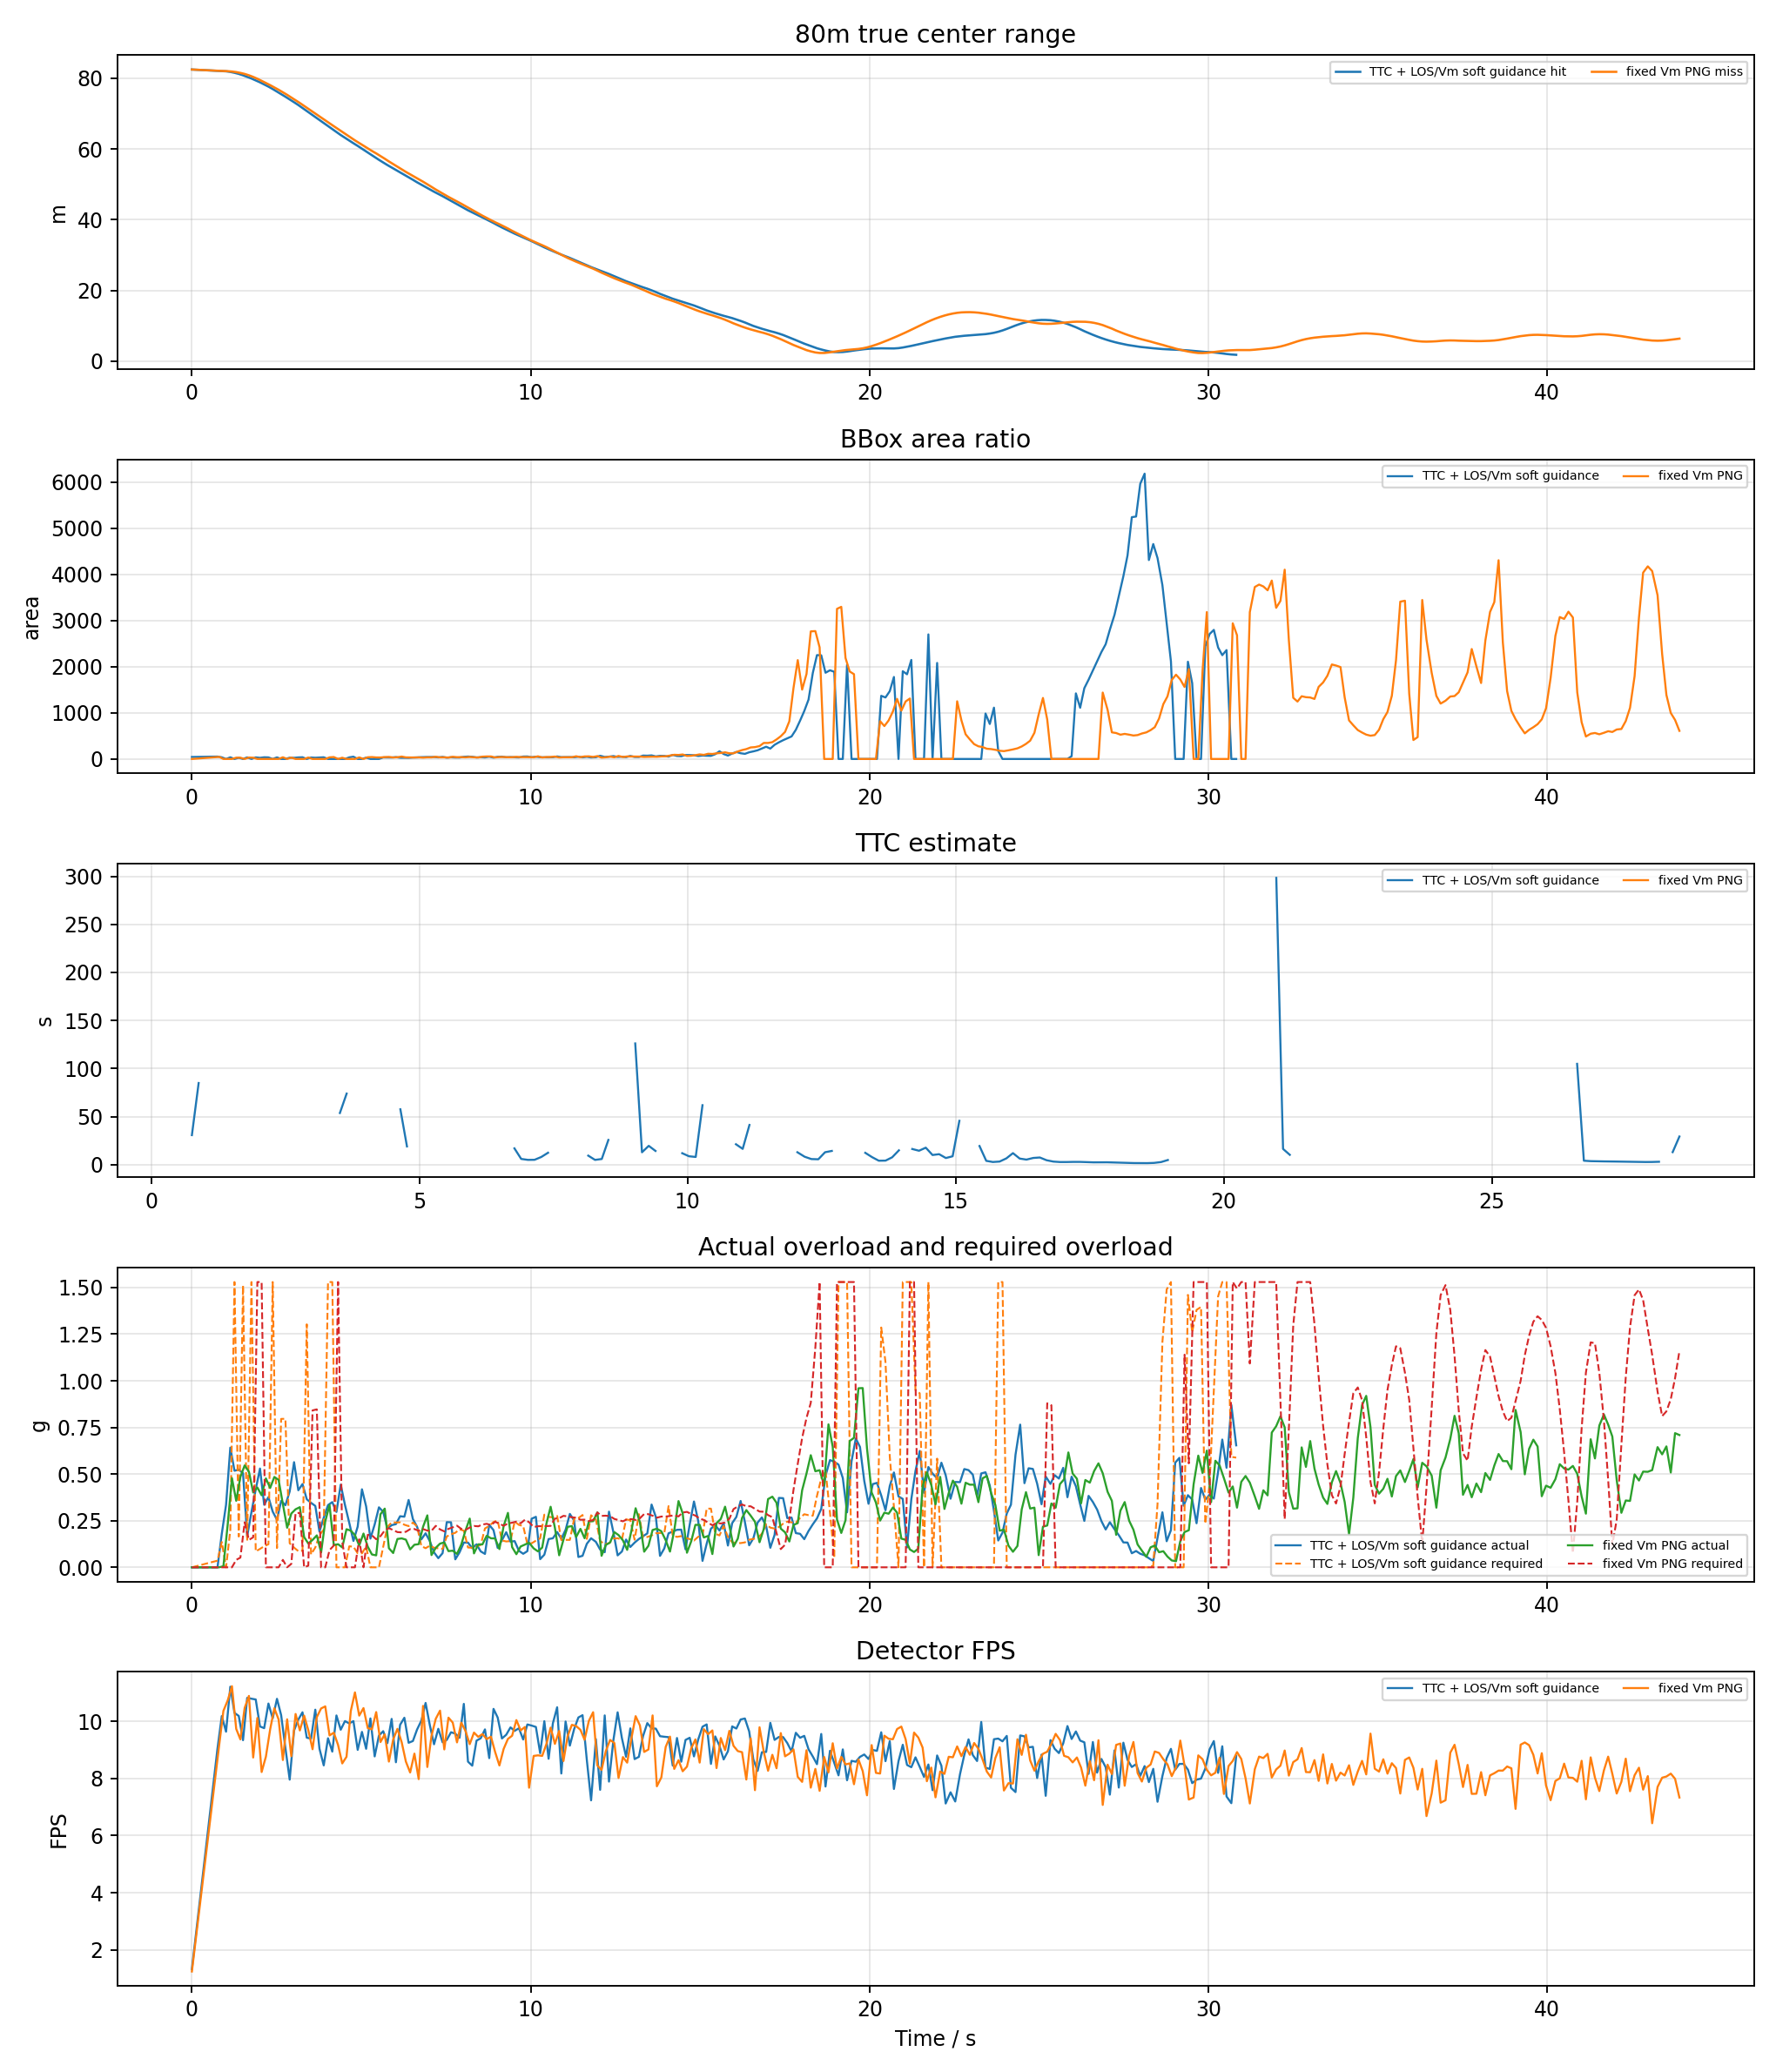 80m true center range
m
80
60
40
20
0
TTC + LOS/Vm soft guidance hit
fixed Vm PNG miss
0 10 20 30 40
BBox area ratio
area
6000
5000
4000
3000
2000
1000
0
TTC + LOS/Vm soft guidance
fixed Vm PNG
0 10 20 30 40
TTC estimate
s
300
250
200
150
100
50
0
TTC + LOS/Vm soft guidance
fixed Vm PNG
0 5 10 15 20 25
Actual overload and required overload
g
1.50
1.25
1.00
0.75
0.50
0.25
0.00
TTC + LOS/Vm soft guidance actual
TTC + LOS/Vm soft guidance required
fixed Vm PNG actual
fixed Vm PNG required
0 10 20 30 40
Detector FPS
FPS
10
8
6
4
2
TTC + LOS/Vm soft guidance
fixed Vm PNG
0 10 20 30 40
Time / s